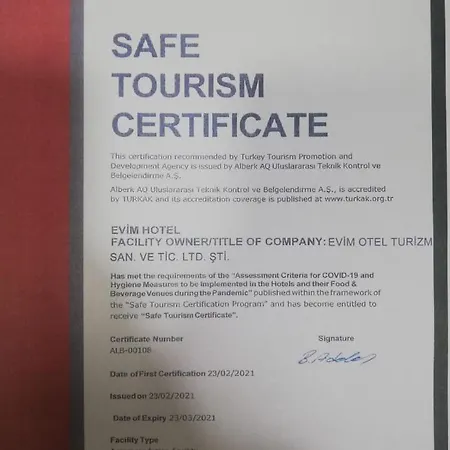 SAFE
TOURISM
CERTIFICATE
This certification recommended by Turkey Tourism Promotion and
Development Agency is issued by Alberk AQ Uluslararası Teknik Kontrol ve
Belgelendirme A.Ş.
Alberk AQ Uluslararası Teknik Kontrol ve Belgelendirme A.Ş., is accredited
by TURKAK and its accreditation coverage is published at www.turkak.org.tr
EVİM HOTEL
FACILITY OWNER/TITLE OF COMPANY: EVİM OTEL TURİZM
SAN. VE TİC. LTD. ŞTİ.
Has met the requirements of the "Assessment Criteria for COVID-19 and
Hygiene Measures to be implemented in the Hotels and their Food &
Beverage Venues during the Pandemic" published within the framework of
the "Safe Tourism Certification Program" and has become entitled to
receive "Safe Tourism Certificate".
Certificate Number Signature
ALB-00108
Date of First Certification 23/02/2021
Issued on 23/02/2021
Date of Expiry 23/03/2021
Facility Type